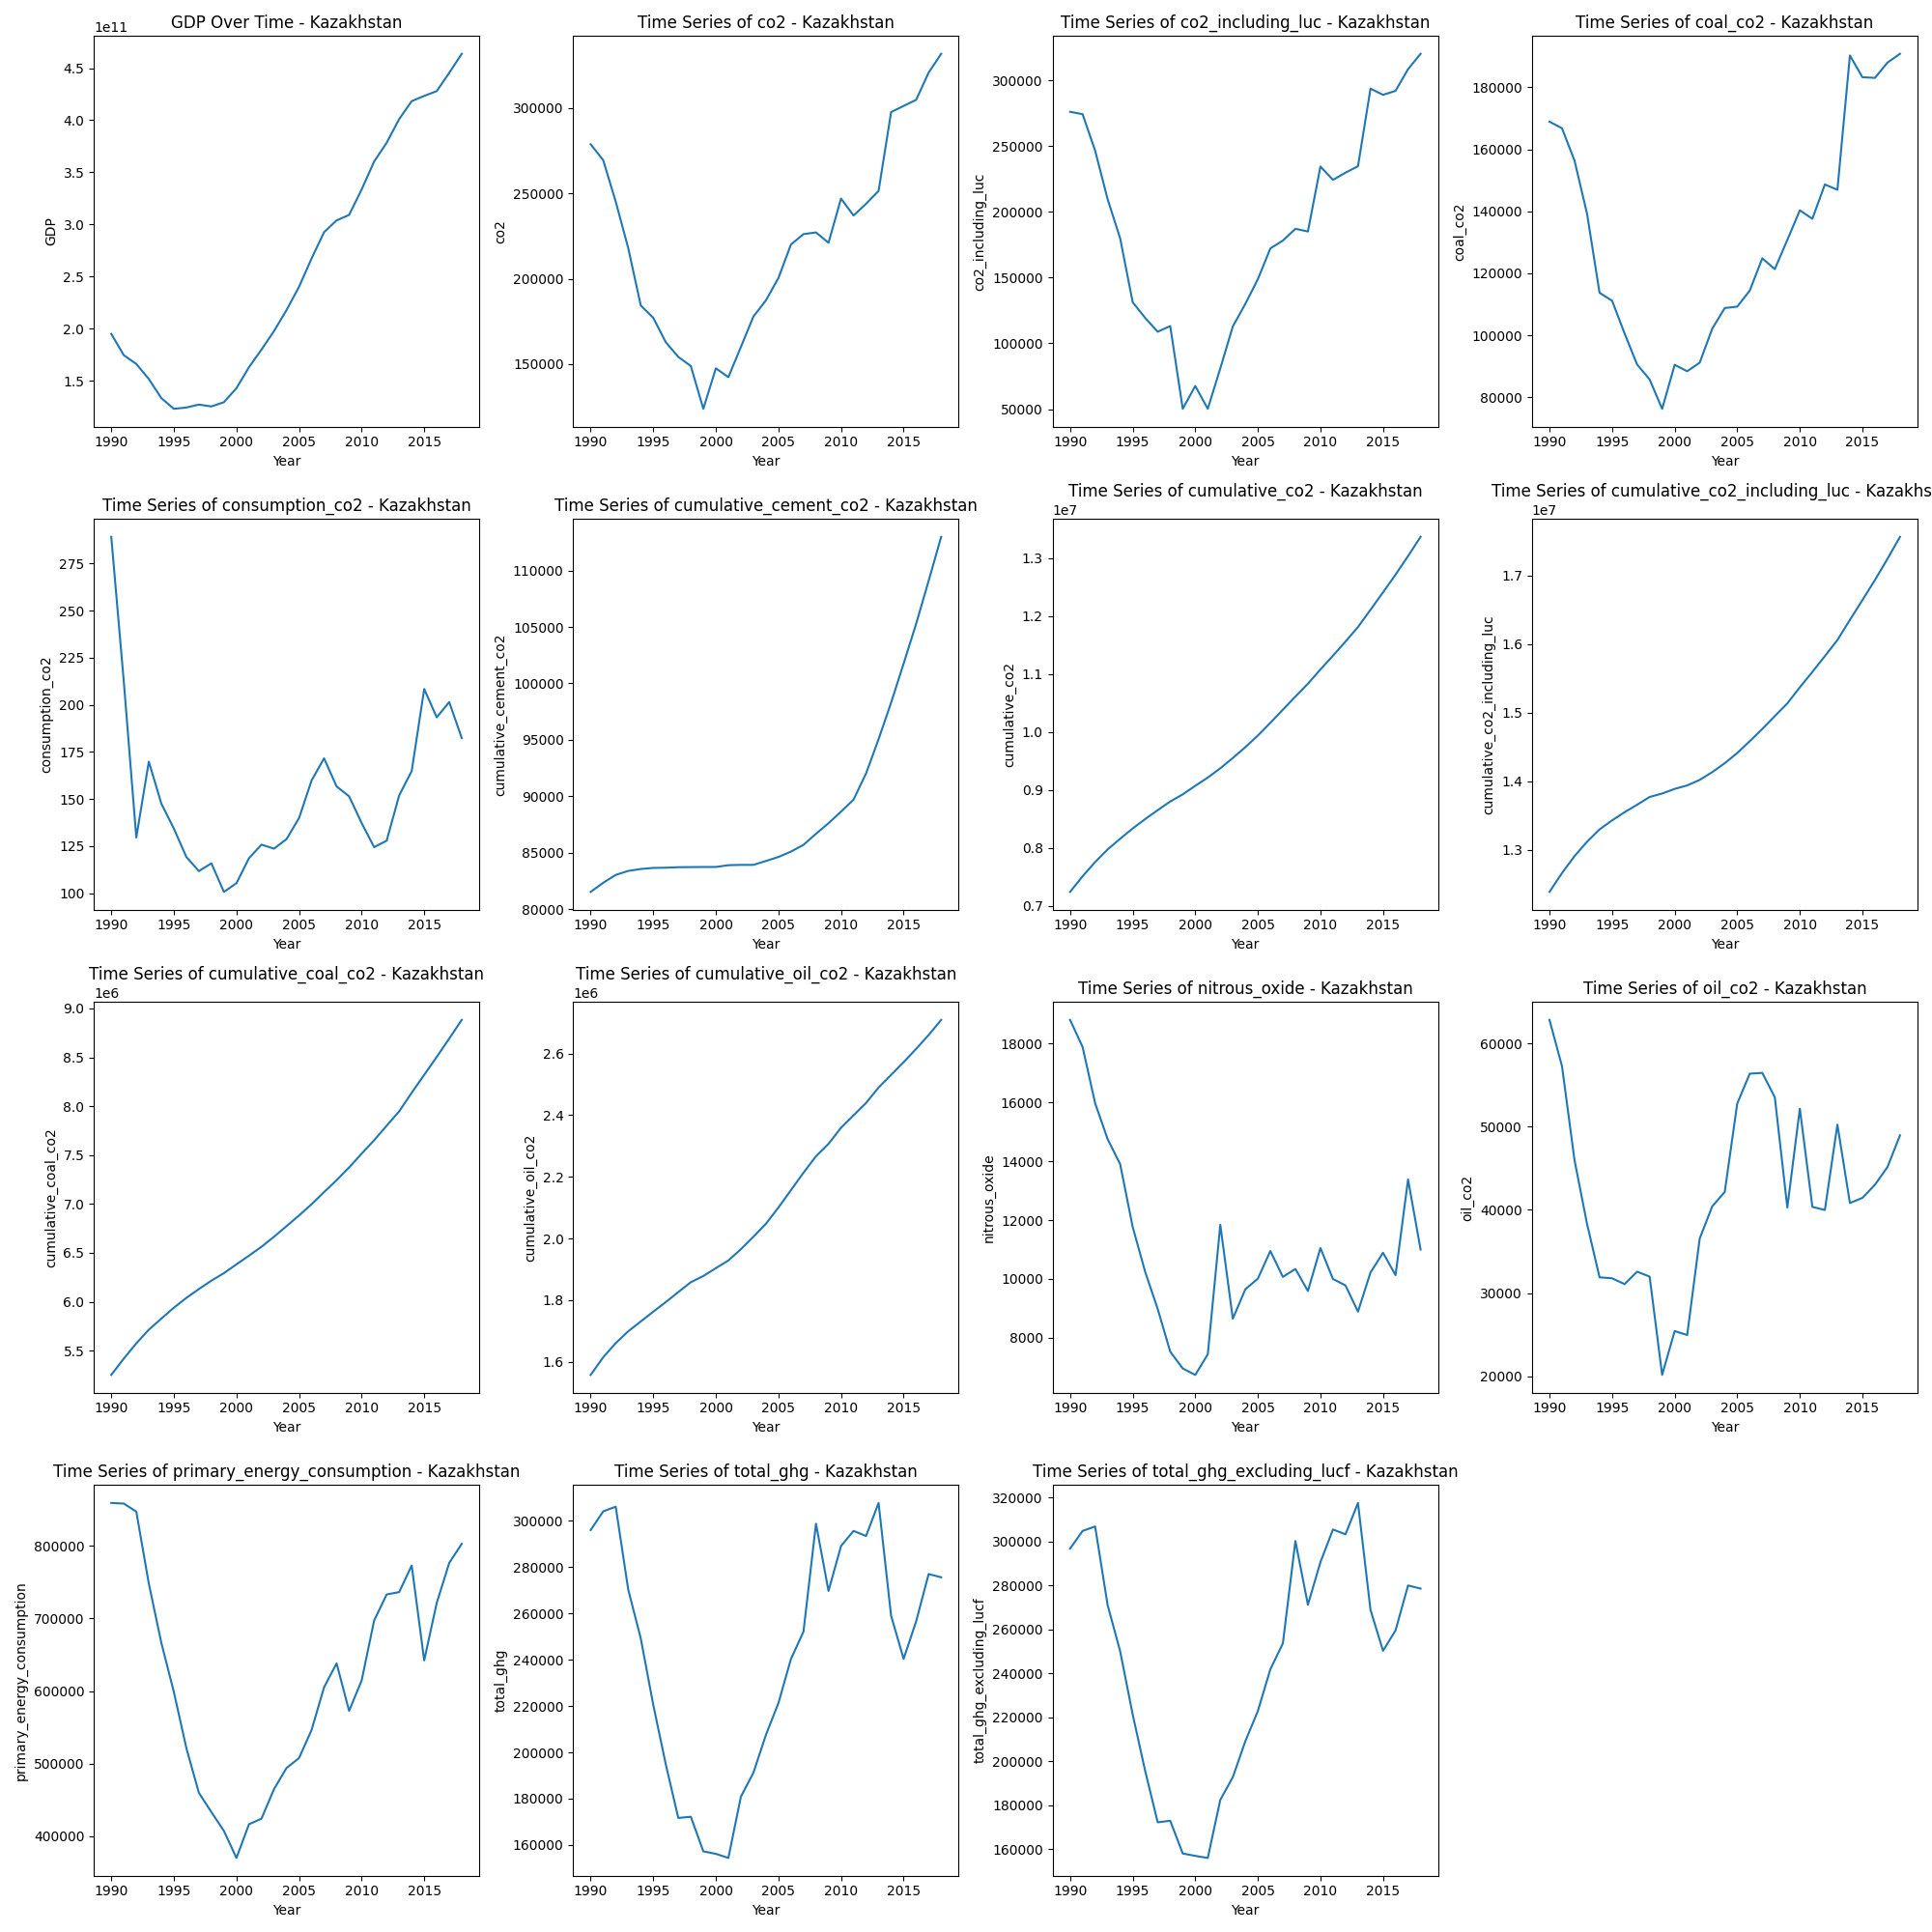 GDP Over Time - Kazakhstan
1e11
4.5
4.0
3.5
3.0
2.5
2.0
1.5
GDP
1990 1995 2000 2005 2010 2015
Year
Time Series of co2 - Kazakhstan
300000
250000
200000
150000
co2
1990 1995 2000 2005 2010 2015
Year
Time Series of co2_including_luc - Kazakhstan
300000
250000
200000
150000
100000
50000
co2_including_luc
1990 1995 2000 2005 2010 2015
Year
Time Series of coal_co2 - Kazakhstan
180000
160000
140000
120000
100000
80000
coal_co2
1990 1995 2000 2005 2010 2015
Year
Time Series of consumption_co2 - Kazakhstan
275
250
225
200
175
150
125
100
consumption_co2
1990 1995 2000 2005 2010 2015
Year
Time Series of cumulative_cement_co2 - Kazakhstan
110000
105000
100000
95000
90000
85000
80000
cumulative_cement_co2
1990 1995 2000 2005 2010 2015
Year
Time Series of cumulative_co2 - Kazakhstan
1e7
1.3
1.2
1.1
1.0
0.9
0.8
0.7
cumulative_co2
1990 1995 2000 2005 2010 2015
Year
Time Series of cumulative_co2_including_luc - Kazakhs
1e7
1.7
1.6
1.5
1.4
1.3
cumulative_co2_including_luc
1990 1995 2000 2005 2010 2015
Year
Time Series of cumulative_coal_co2 - Kazakhstan
1e6
9.0
8.5
8.0
7.5
7.0
6.5
6.0
5.5
cumulative_coal_co2
1990 1995 2000 2005 2010 2015
Year
Time Series of cumulative_oil_co2 - Kazakhstan
1e6
2.6
2.4
2.2
2.0
1.8
1.6
cumulative_oil_co2
1990 1995 2000 2005 2010 2015
Year
Time Series of nitrous_oxide - Kazakhstan
18000
16000
14000
12000
10000
8000
nitrous_oxide
1990 1995 2000 2005 2010 2015
Year
Time Series of oil_co2 - Kazakhstan
60000
50000
40000
30000
20000
oil_co2
1990 1995 2000 2005 2010 2015
Year
Time Series of primary_energy_consumption - Kazakhstan
800000
700000
600000
500000
400000
primary_energy_consumption
1990 1995 2000 2005 2010 2015
Year
Time Series of total_ghg - Kazakhstan
300000
280000
260000
240000
220000
200000
180000
160000
total_ghg
1990 1995 2000 2005 2010 2015
Year
Time Series of total_ghg_excluding_lucf - Kazakhstan
320000
300000
280000
260000
240000
220000
200000
180000
160000
total_ghg_excluding_lucf
1990 1995 2000 2005 2010 2015
Year